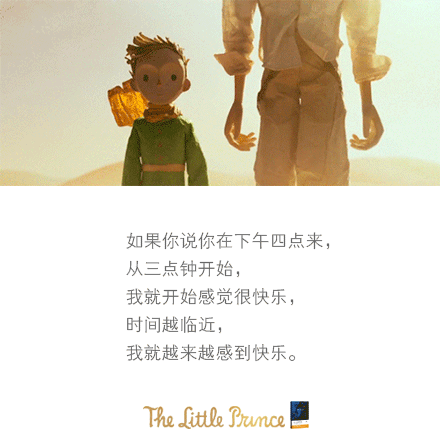 如果你说你在下午四点来，
从三点钟开始，
我就开始感觉很快乐，
时间越临近，
我就越来越感到快乐。
The Little Prince